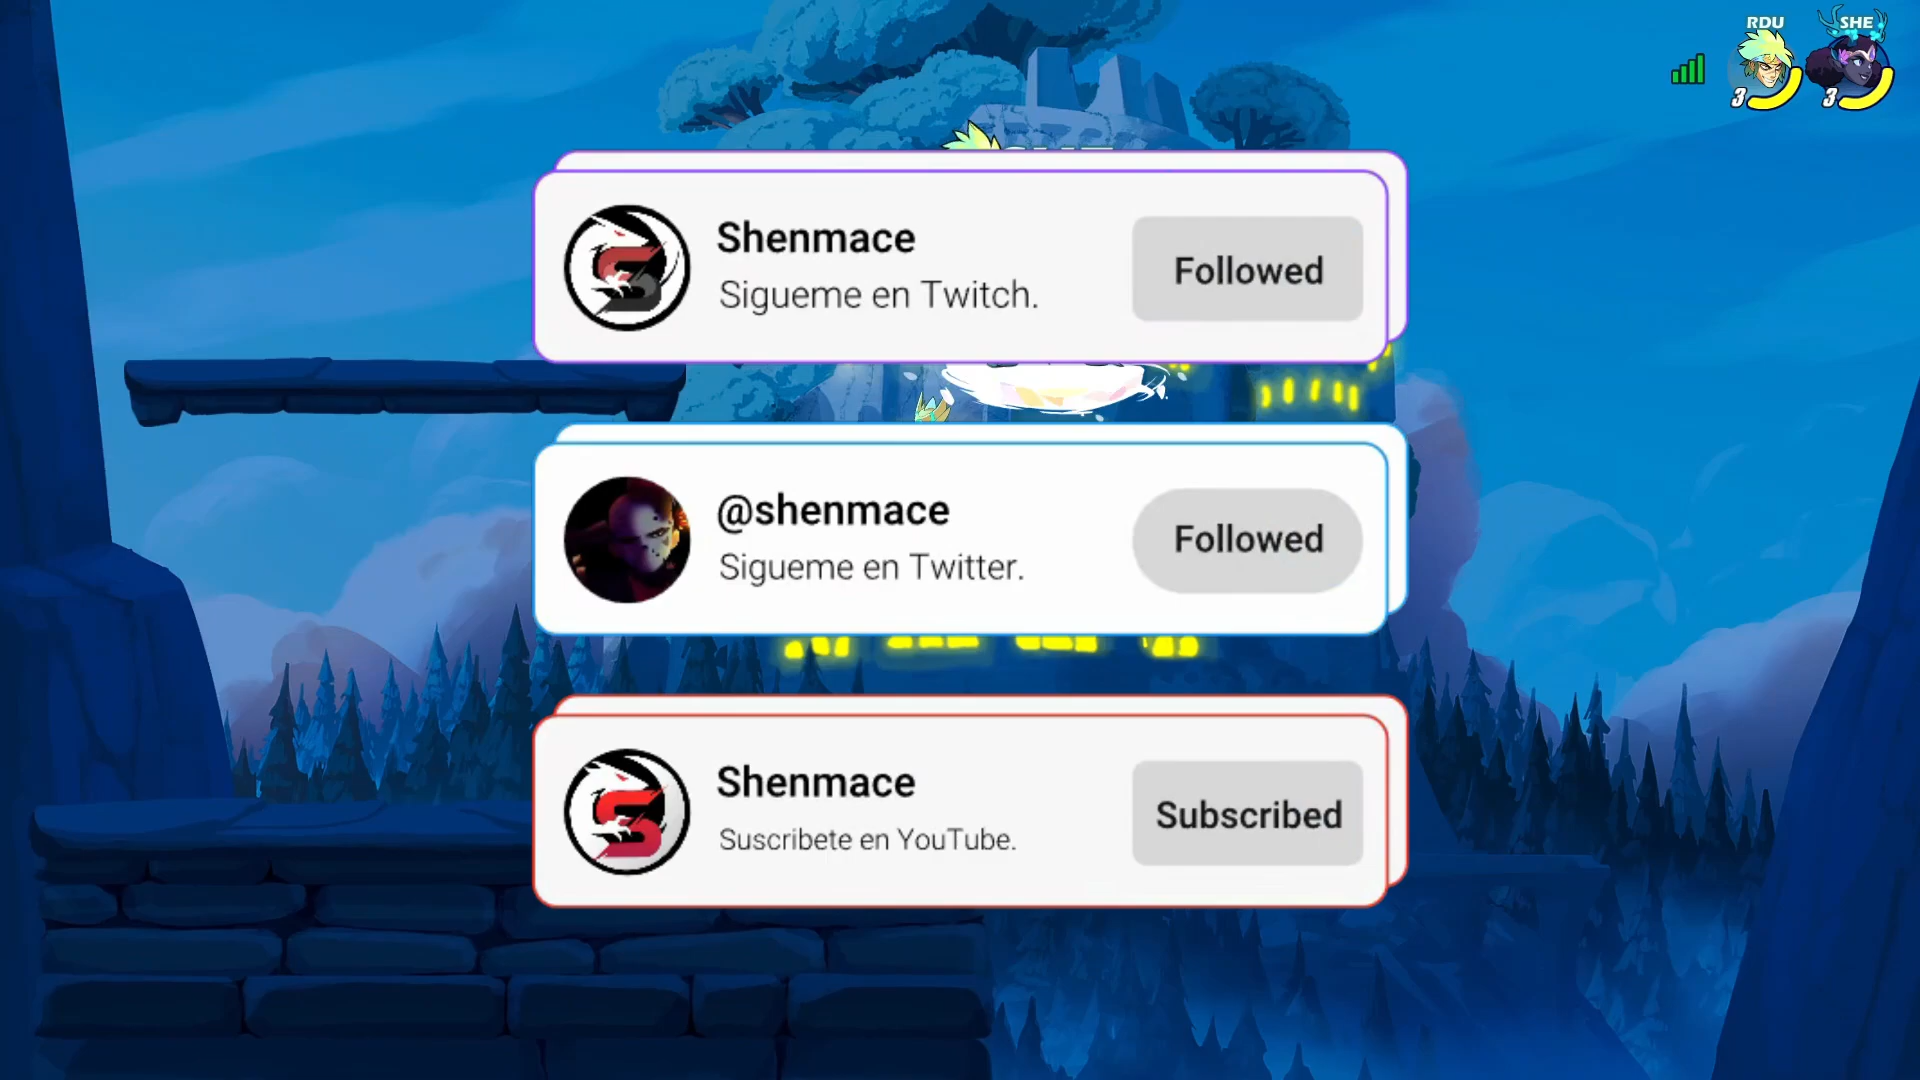 RDU
SHE
3
3
Shenmace
Sigueme en Twitch.
Followed
@shenmace
Sigueme en Twitter.
Followed
Shenmace
Suscribete en YouTube.
Subscribed